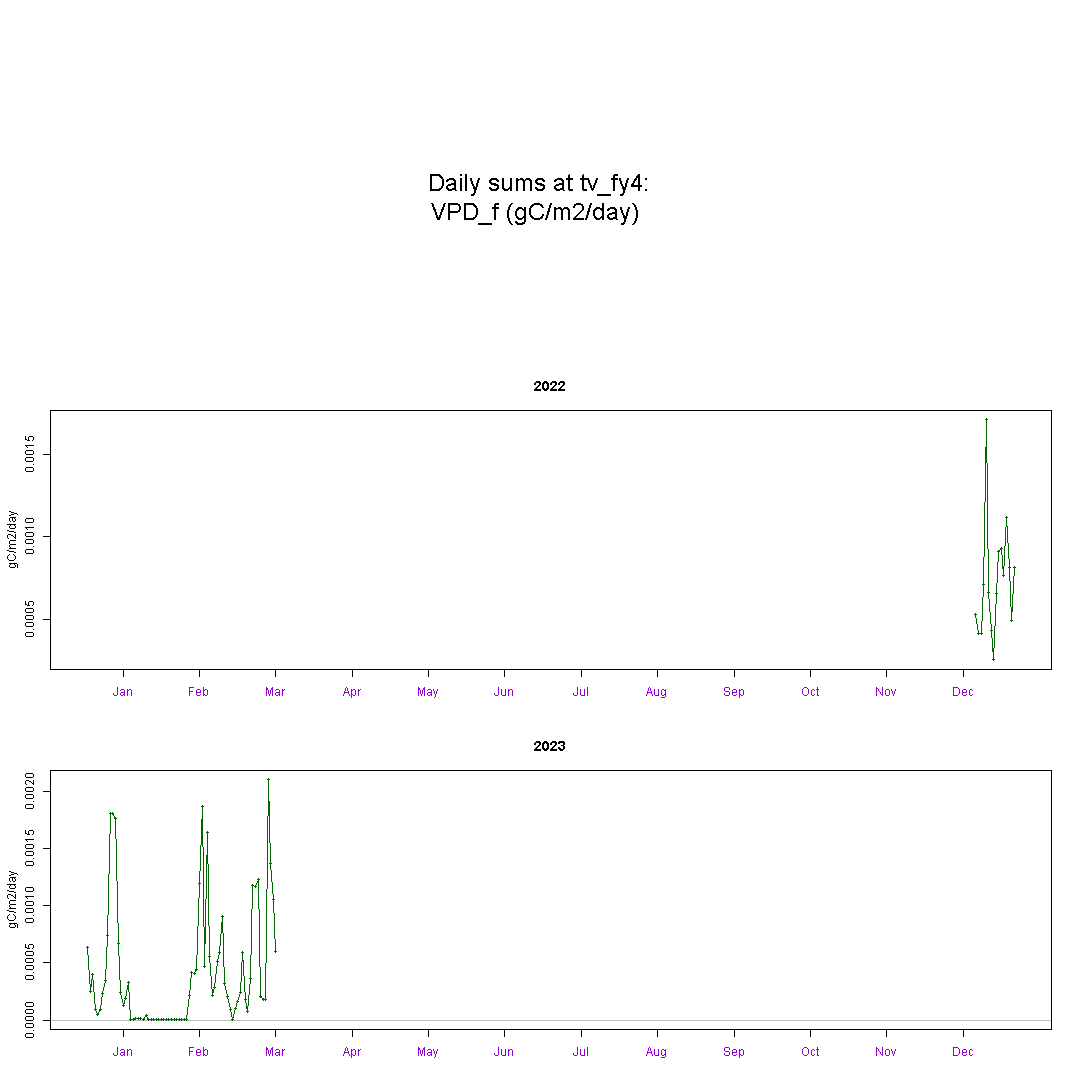 Daily sums at tv_fy4:
VPD_f (gC/m2/day)
2022
gC/m2/day
0.0015
0.0010
0.0005
Jan Feb Mar Apr May Jun Jul Aug Sep Oct Nov Dec
2023
gC/m2/day
0.0020
0.0015
0.0010
0.0005
0.0000
Jan Feb Mar Apr May Jun Jul Aug Sep Oct Nov Dec